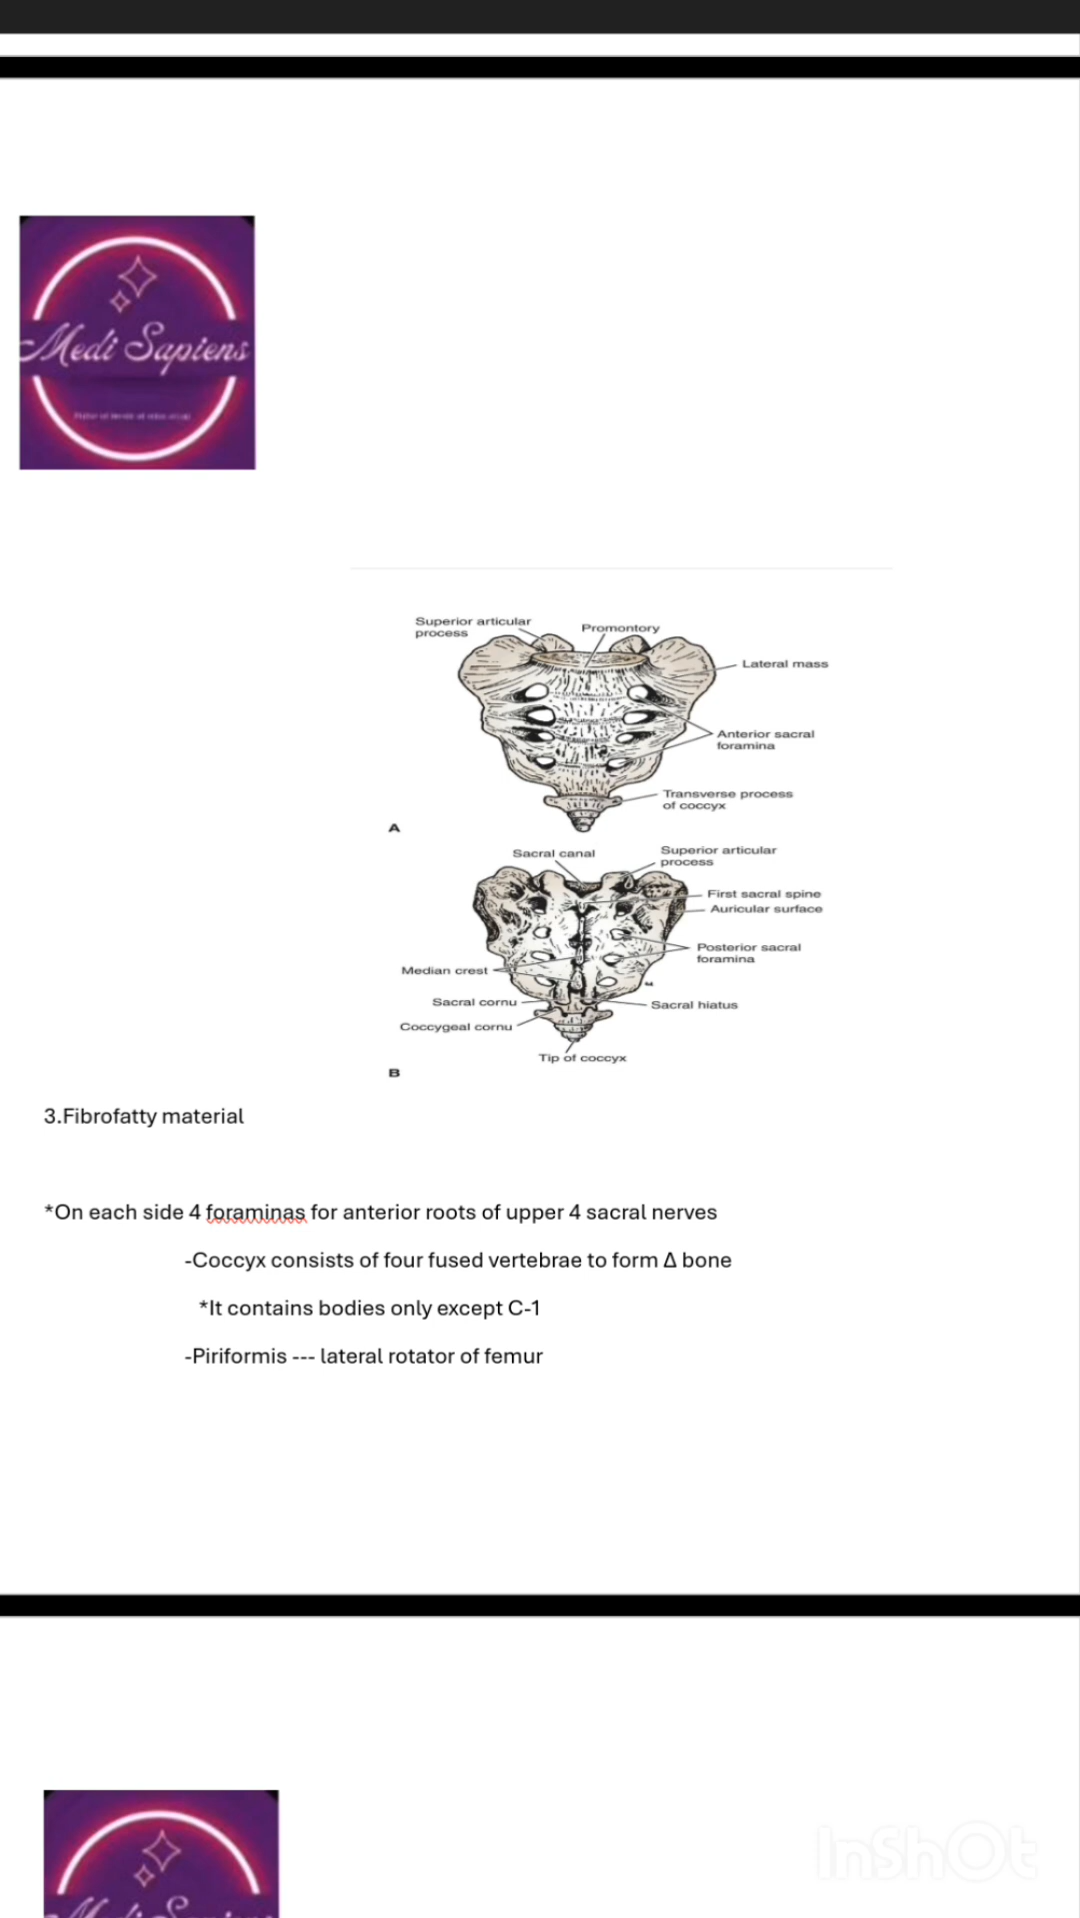 Medi Sapiens
Superior articular
process
Promontory
Lateral mass
Anterior sacral
foramina
Transverse process
of coccyx
A
Sacral canal
Superior articular
process
First sacral spine
Auricular surface
Posterior sacral
foramina
Median crest
Sacral cornu
Sacral hiatus
Coccygeal cornu
Tip of coccyx
B
3.Fibrofatty material
*On each side 4 foraminas for anterior roots of upper 4 sacral nerves
-Coccyx consists of four fused vertebrae to form Δ bone
*It contains bodies only except C-1
-Piriformis --- lateral rotator of femur
InShOt